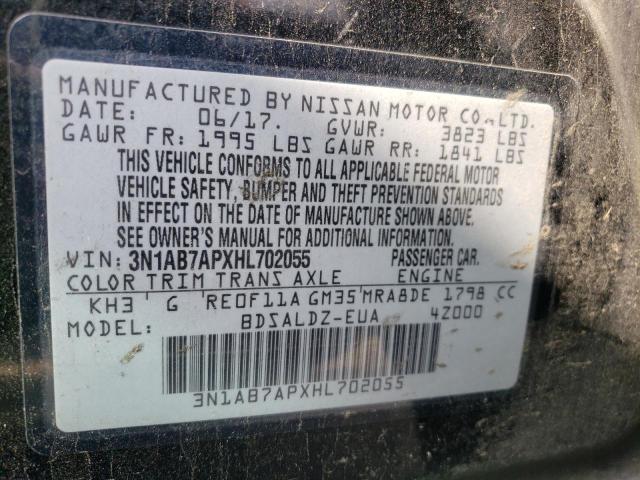 MANUFACTURED BY NISSAN MOTOR CO.,LTD.
DATE: 06/17. GVWR: 3823 LBS
GAWR FR: 1995 LBS GAWR RR: 1841 LBS
THIS VEHICLE CONFORMS TO ALL APPLICABLE FEDERAL MOTOR
VEHICLE SAFETY, BUMPER AND THEFT PREVENTION STANDARDS
IN EFFECT ON THE DATE OF MANUFACTURE SHOWN ABOVE.
SEE OWNER'S MANUAL FOR ADDITIONAL INFORMATION.
VIN: 3N1AB7APXHL702055 PASSENGER CAR.
COLOR TRIM TRANS AXLE ENGINE
KH3 G RE0F11A GM35 MRA8DE 1798 CC
MODEL: BDSALDZ-EUA 4Z000
3N1AB7APXHL702055